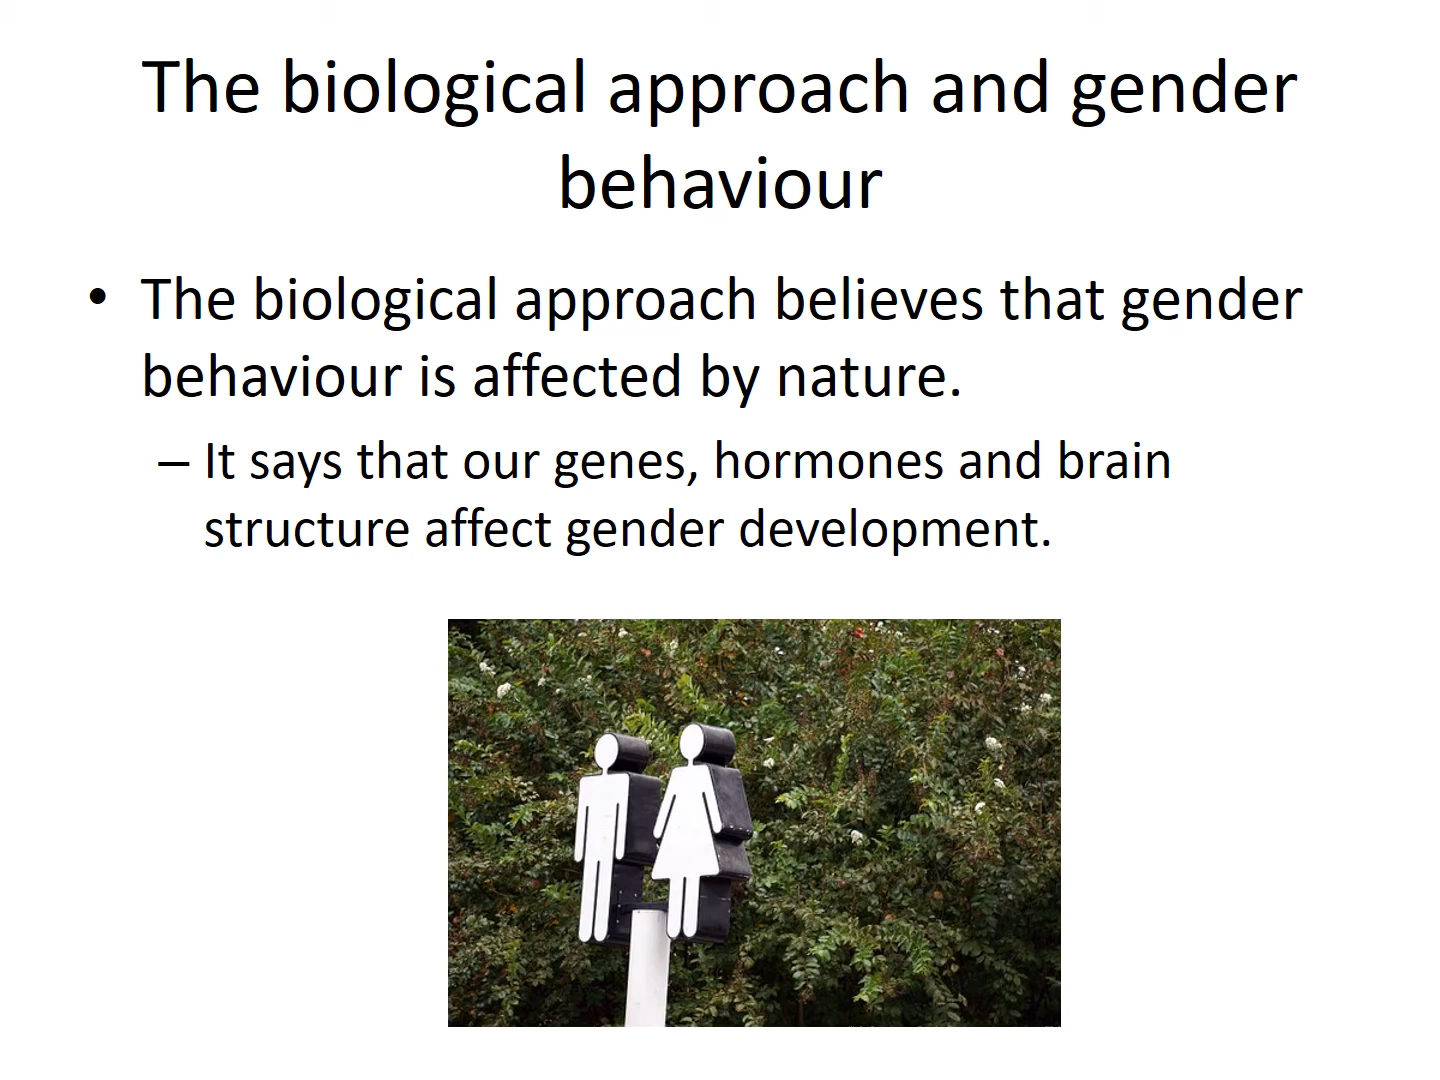 The biological approach and gender
behaviour
• The biological approach believes that gender
behaviour is affected by nature.
– It says that our genes, hormones and brain
structure affect gender development.